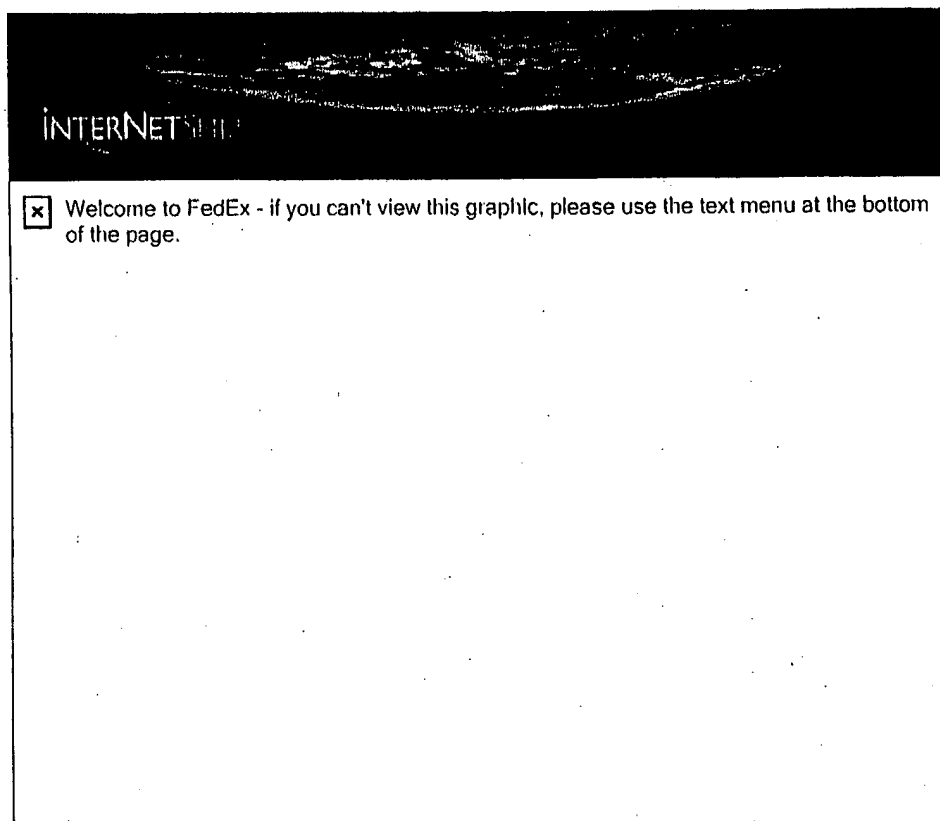 INTERNETSHIP
Welcome to FedEx - if you can't view this graphic, please use the text menu at the bottom
of the page.